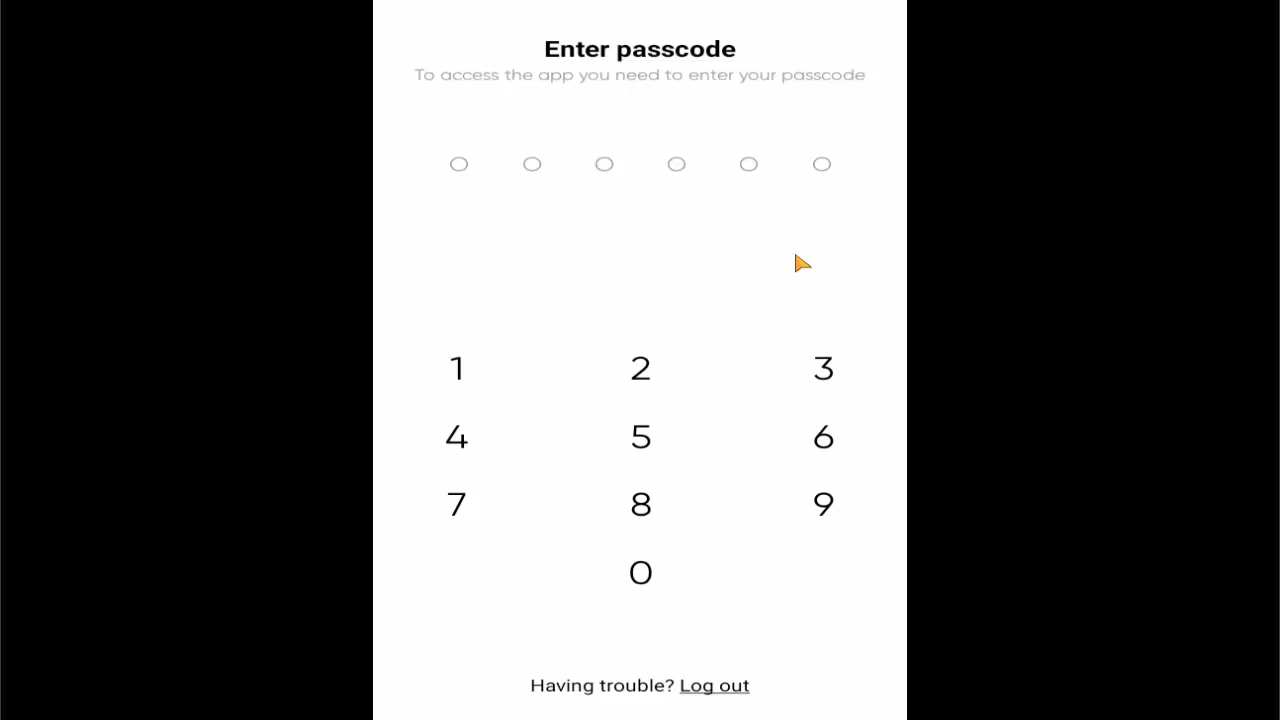 Enter passcode
To access the app you need to enter your passcode
1 2 3
4 5 6
7 8 9
0
Having trouble? Log out